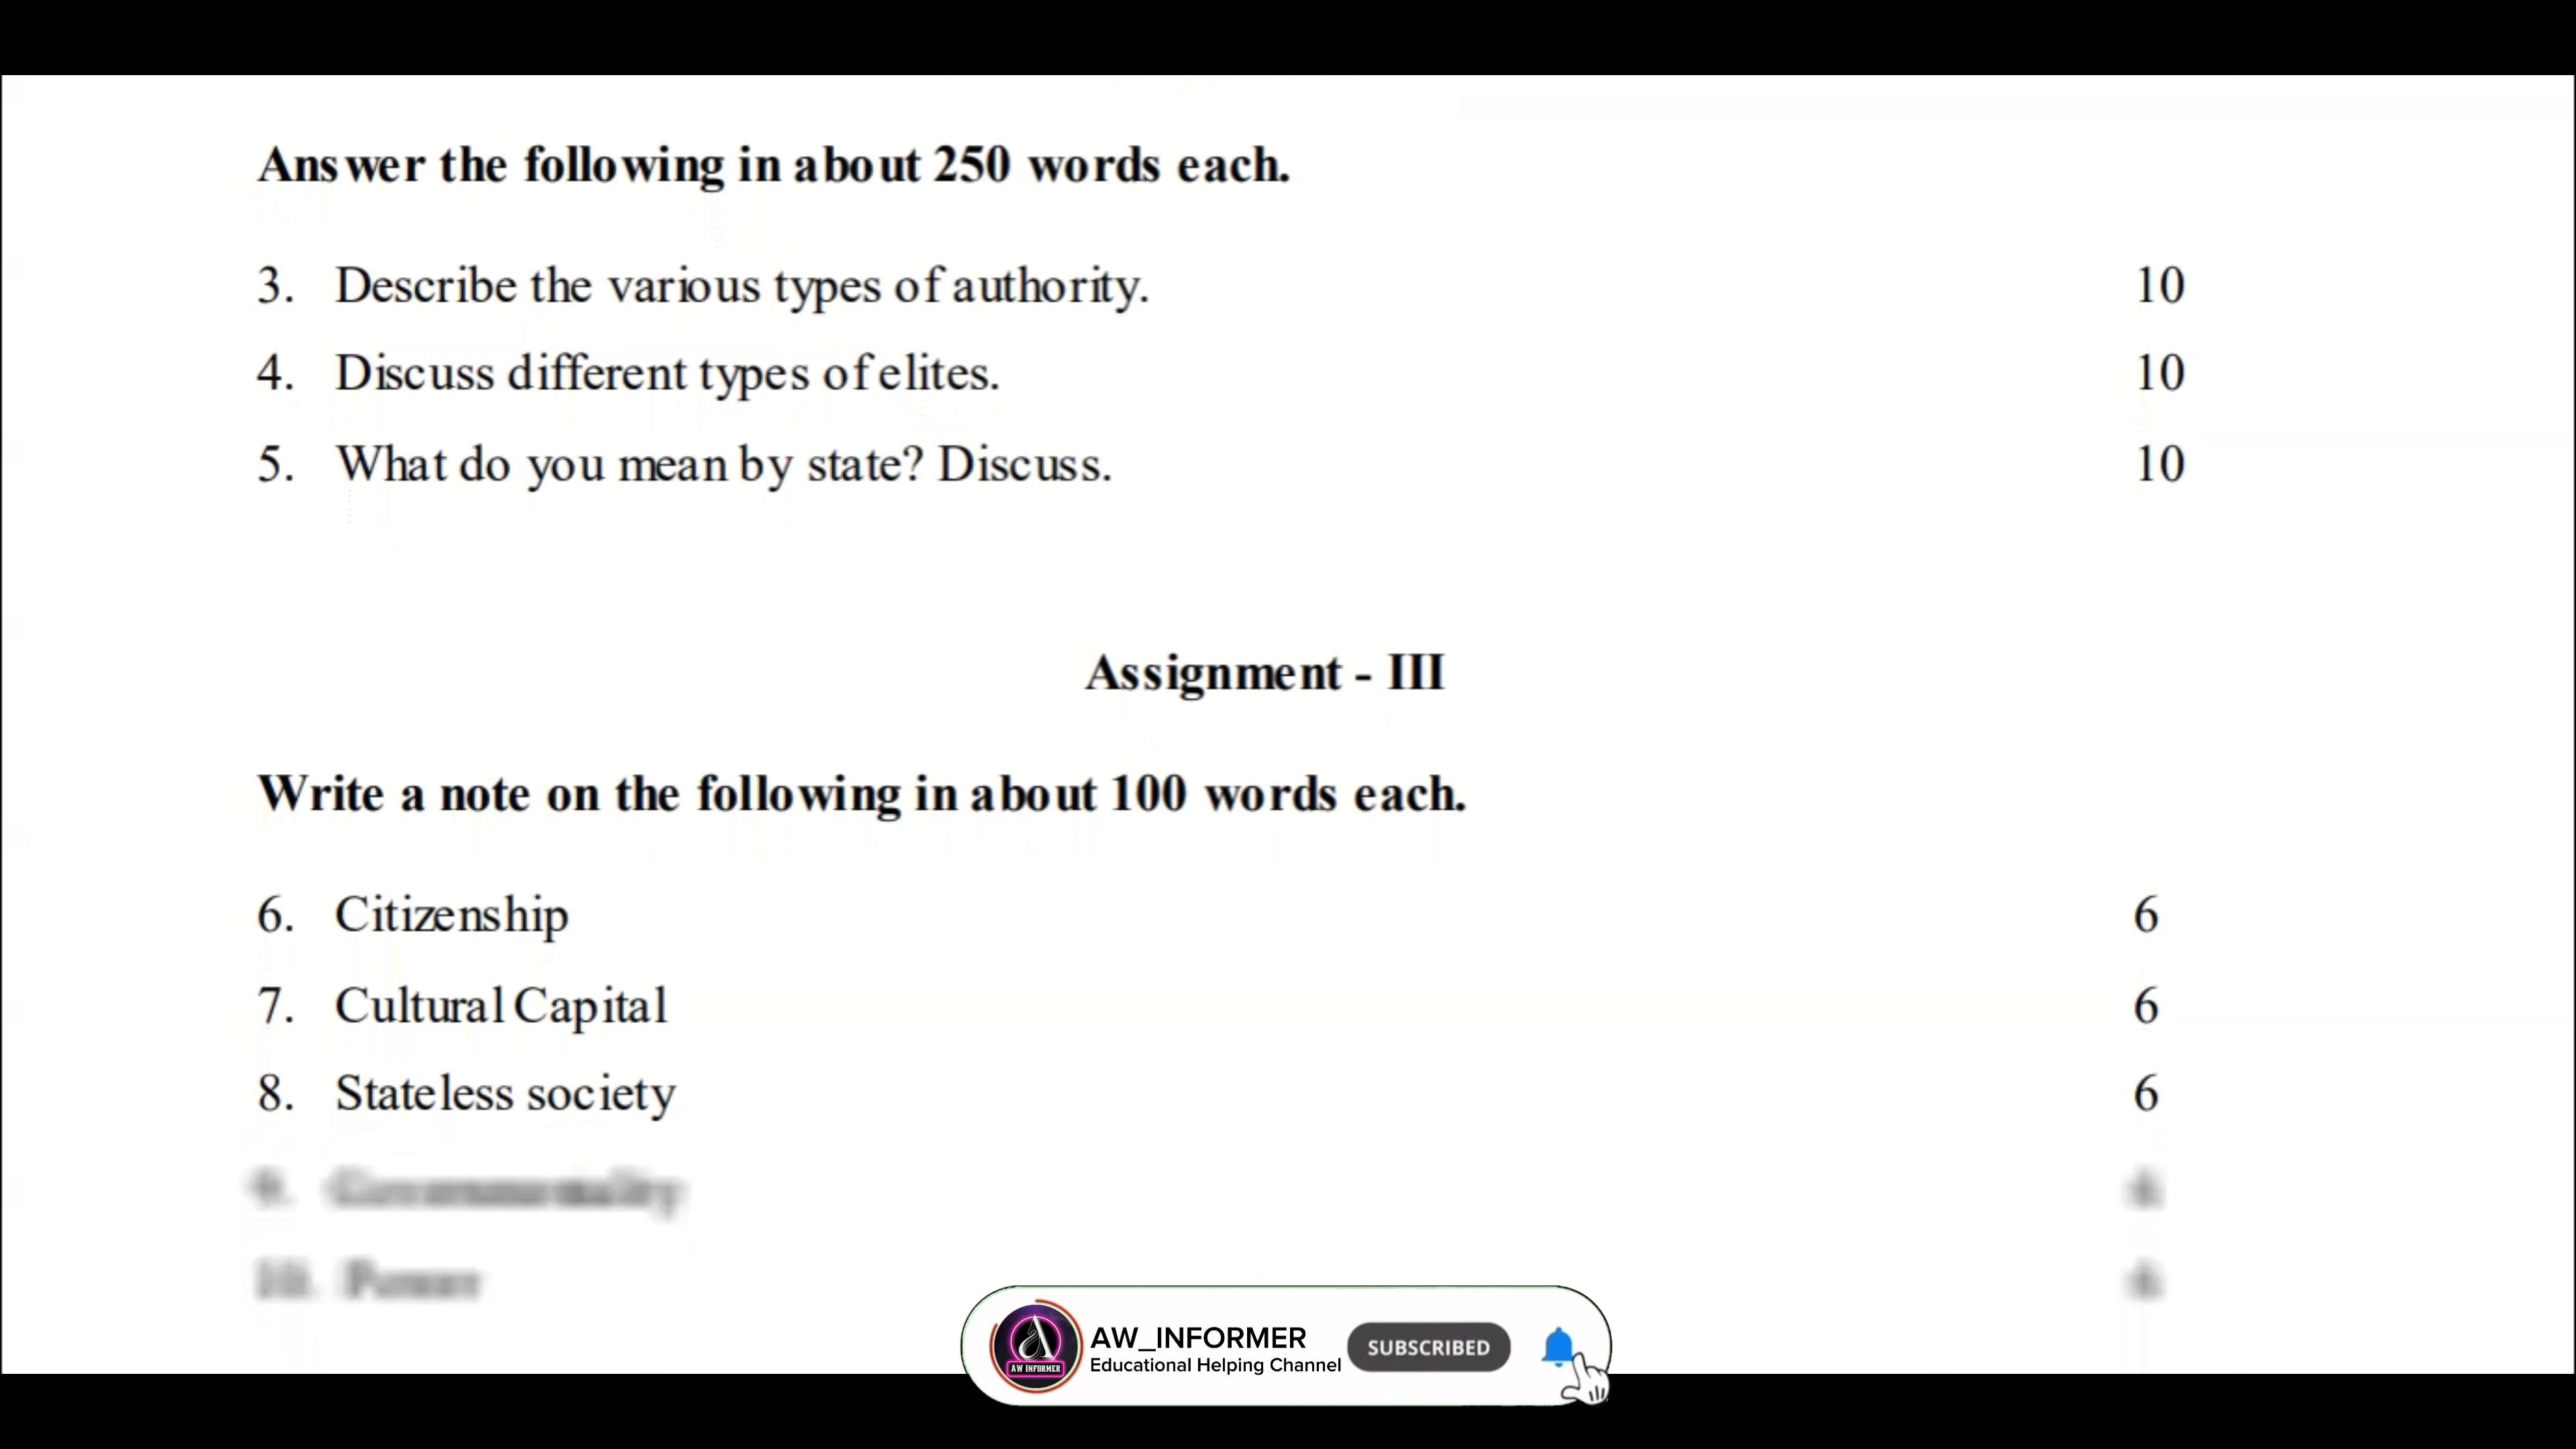 Answer the following in about 250 words each.
3. Describe the various types of authority. 10
4. Discuss different types of elites. 10
5. What do you mean by state? Discuss. 10
Assignment - III
Write a note on the following in about 100 words each.
6. Citizenship 6
7. Cultural Capital 6
8. Stateless society 6
AW_INFORMER
Educational Helping Channel
SUBSCRIBED
AW INFORMER